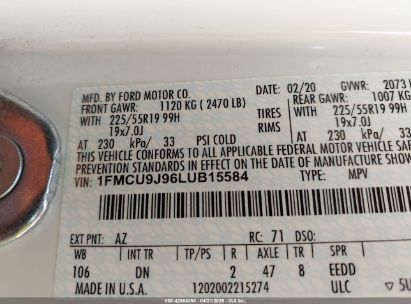 MFD. BY FORD MOTOR CO. DATE: 02/20 GVWR: 2073
FRONT GAWR: 1120 KG ( 2470 LB) REAR GAWR: 1007 KG
WITH 225/55R19 99H TIRES WITH 225/55R19 99H
19x7.0J RIMS 19x7.0J
AT 230 kPa/ 33 PSI COLD AT 230 kPa/ 33
THIS VEHICLE CONFORMS TO ALL APPLICABLE FEDERAL MOTOR VEHICLE SAFE
PREVENTION STANDARDS IN EFFECT ON THE DATE OF MANUFACTURE SHOWN
VIN: 1FMCU9J96LUB15584 TYPE: MPV
EXT PNT: AZ RC: 71 DSO:
WB INT TR TP/PS R AXLE TR SPR
106 DN 2 47 8 EEDD
MADE IN U.S.A. 1202002215274 ULC